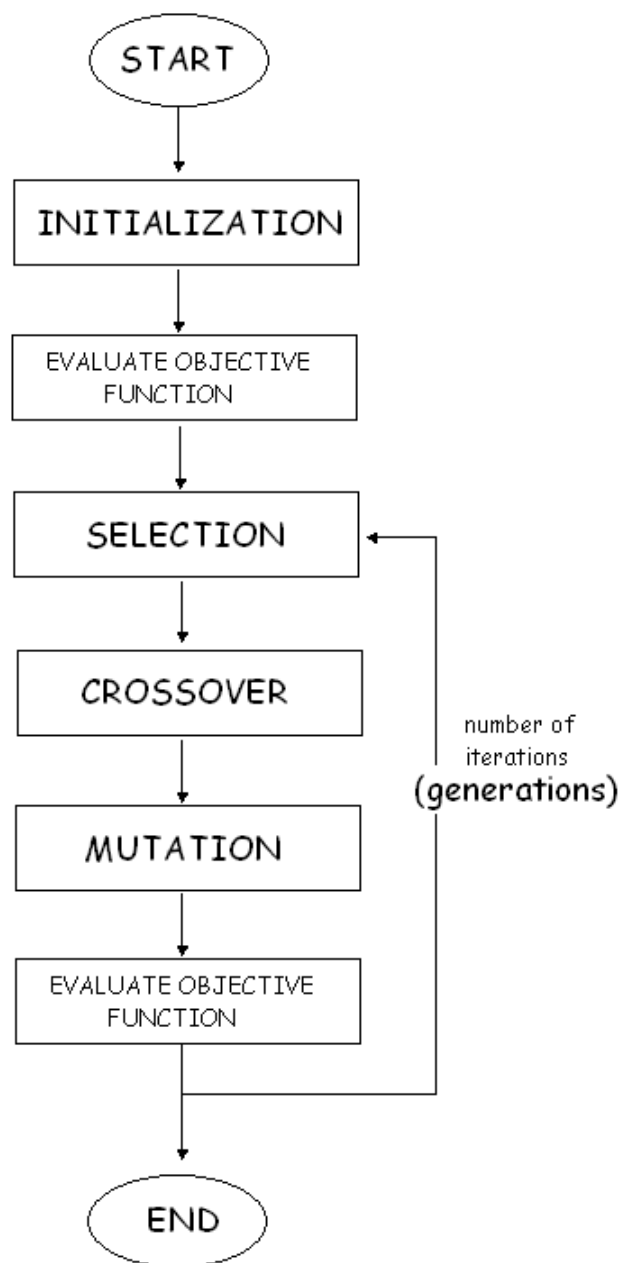 START
INITIALIZATION
EVALUATE OBJECTIVE
FUNCTION
SELECTION
CROSSOVER
number of
iterations
(generations)
MUTATION
EVALUATE OBJECTIVE
FUNCTION
END